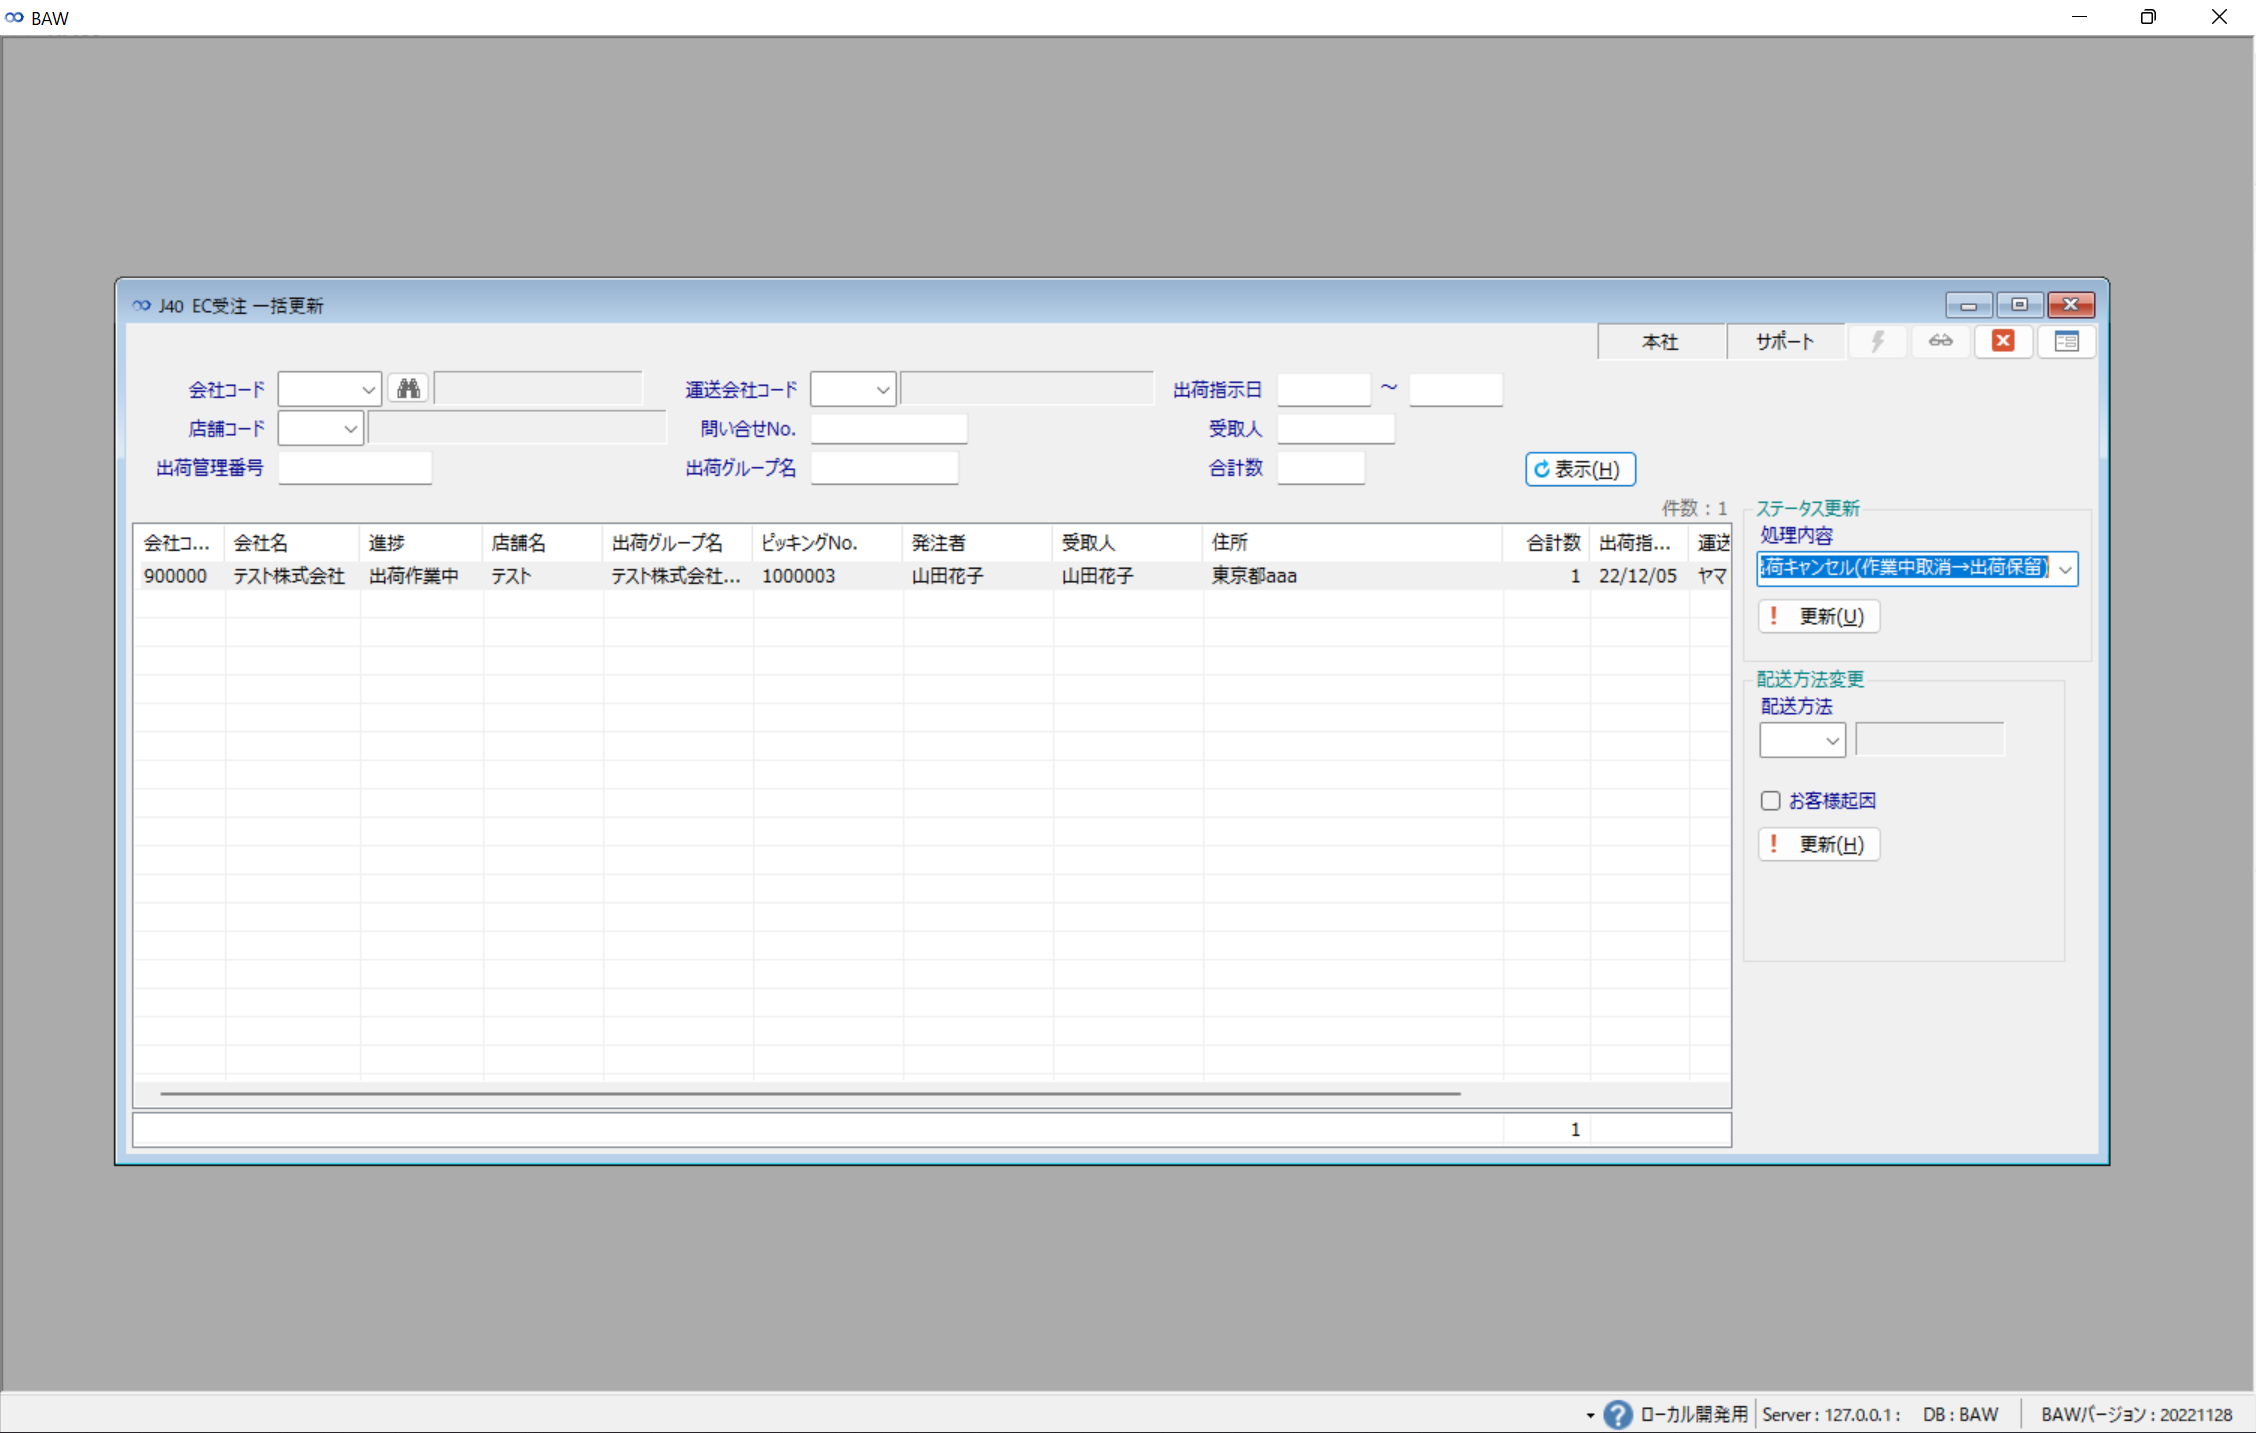 BAW
J40 EC受注 一括更新
本社 サポート
会社コード 運送会社コード 出荷指示日 ～
店舗コード 問い合せNo. 受取人
出荷管理番号 出荷グループ名 合計数 表示(H)
件数：1
会社コ... 会社名 進捗 店舗名 出荷グループ名 ピッキングNo. 発注者 受取人 住所 合計数 出荷指... 運送
900000 テスト株式会社 出荷作業中 テスト テスト株式会社... 1000003 山田花子 山田花子 東京都aaa 1 22/12/05 ヤマ
1
ステータス更新
処理内容
荷キャンセル(作業中取消→出荷保留)
! 更新(U)
配送方法変更
配送方法
お客様起因
! 更新(H)
? ローカル開発用 Server : 127.0.0.1 : DB : BAW BAWバージョン : 20221128